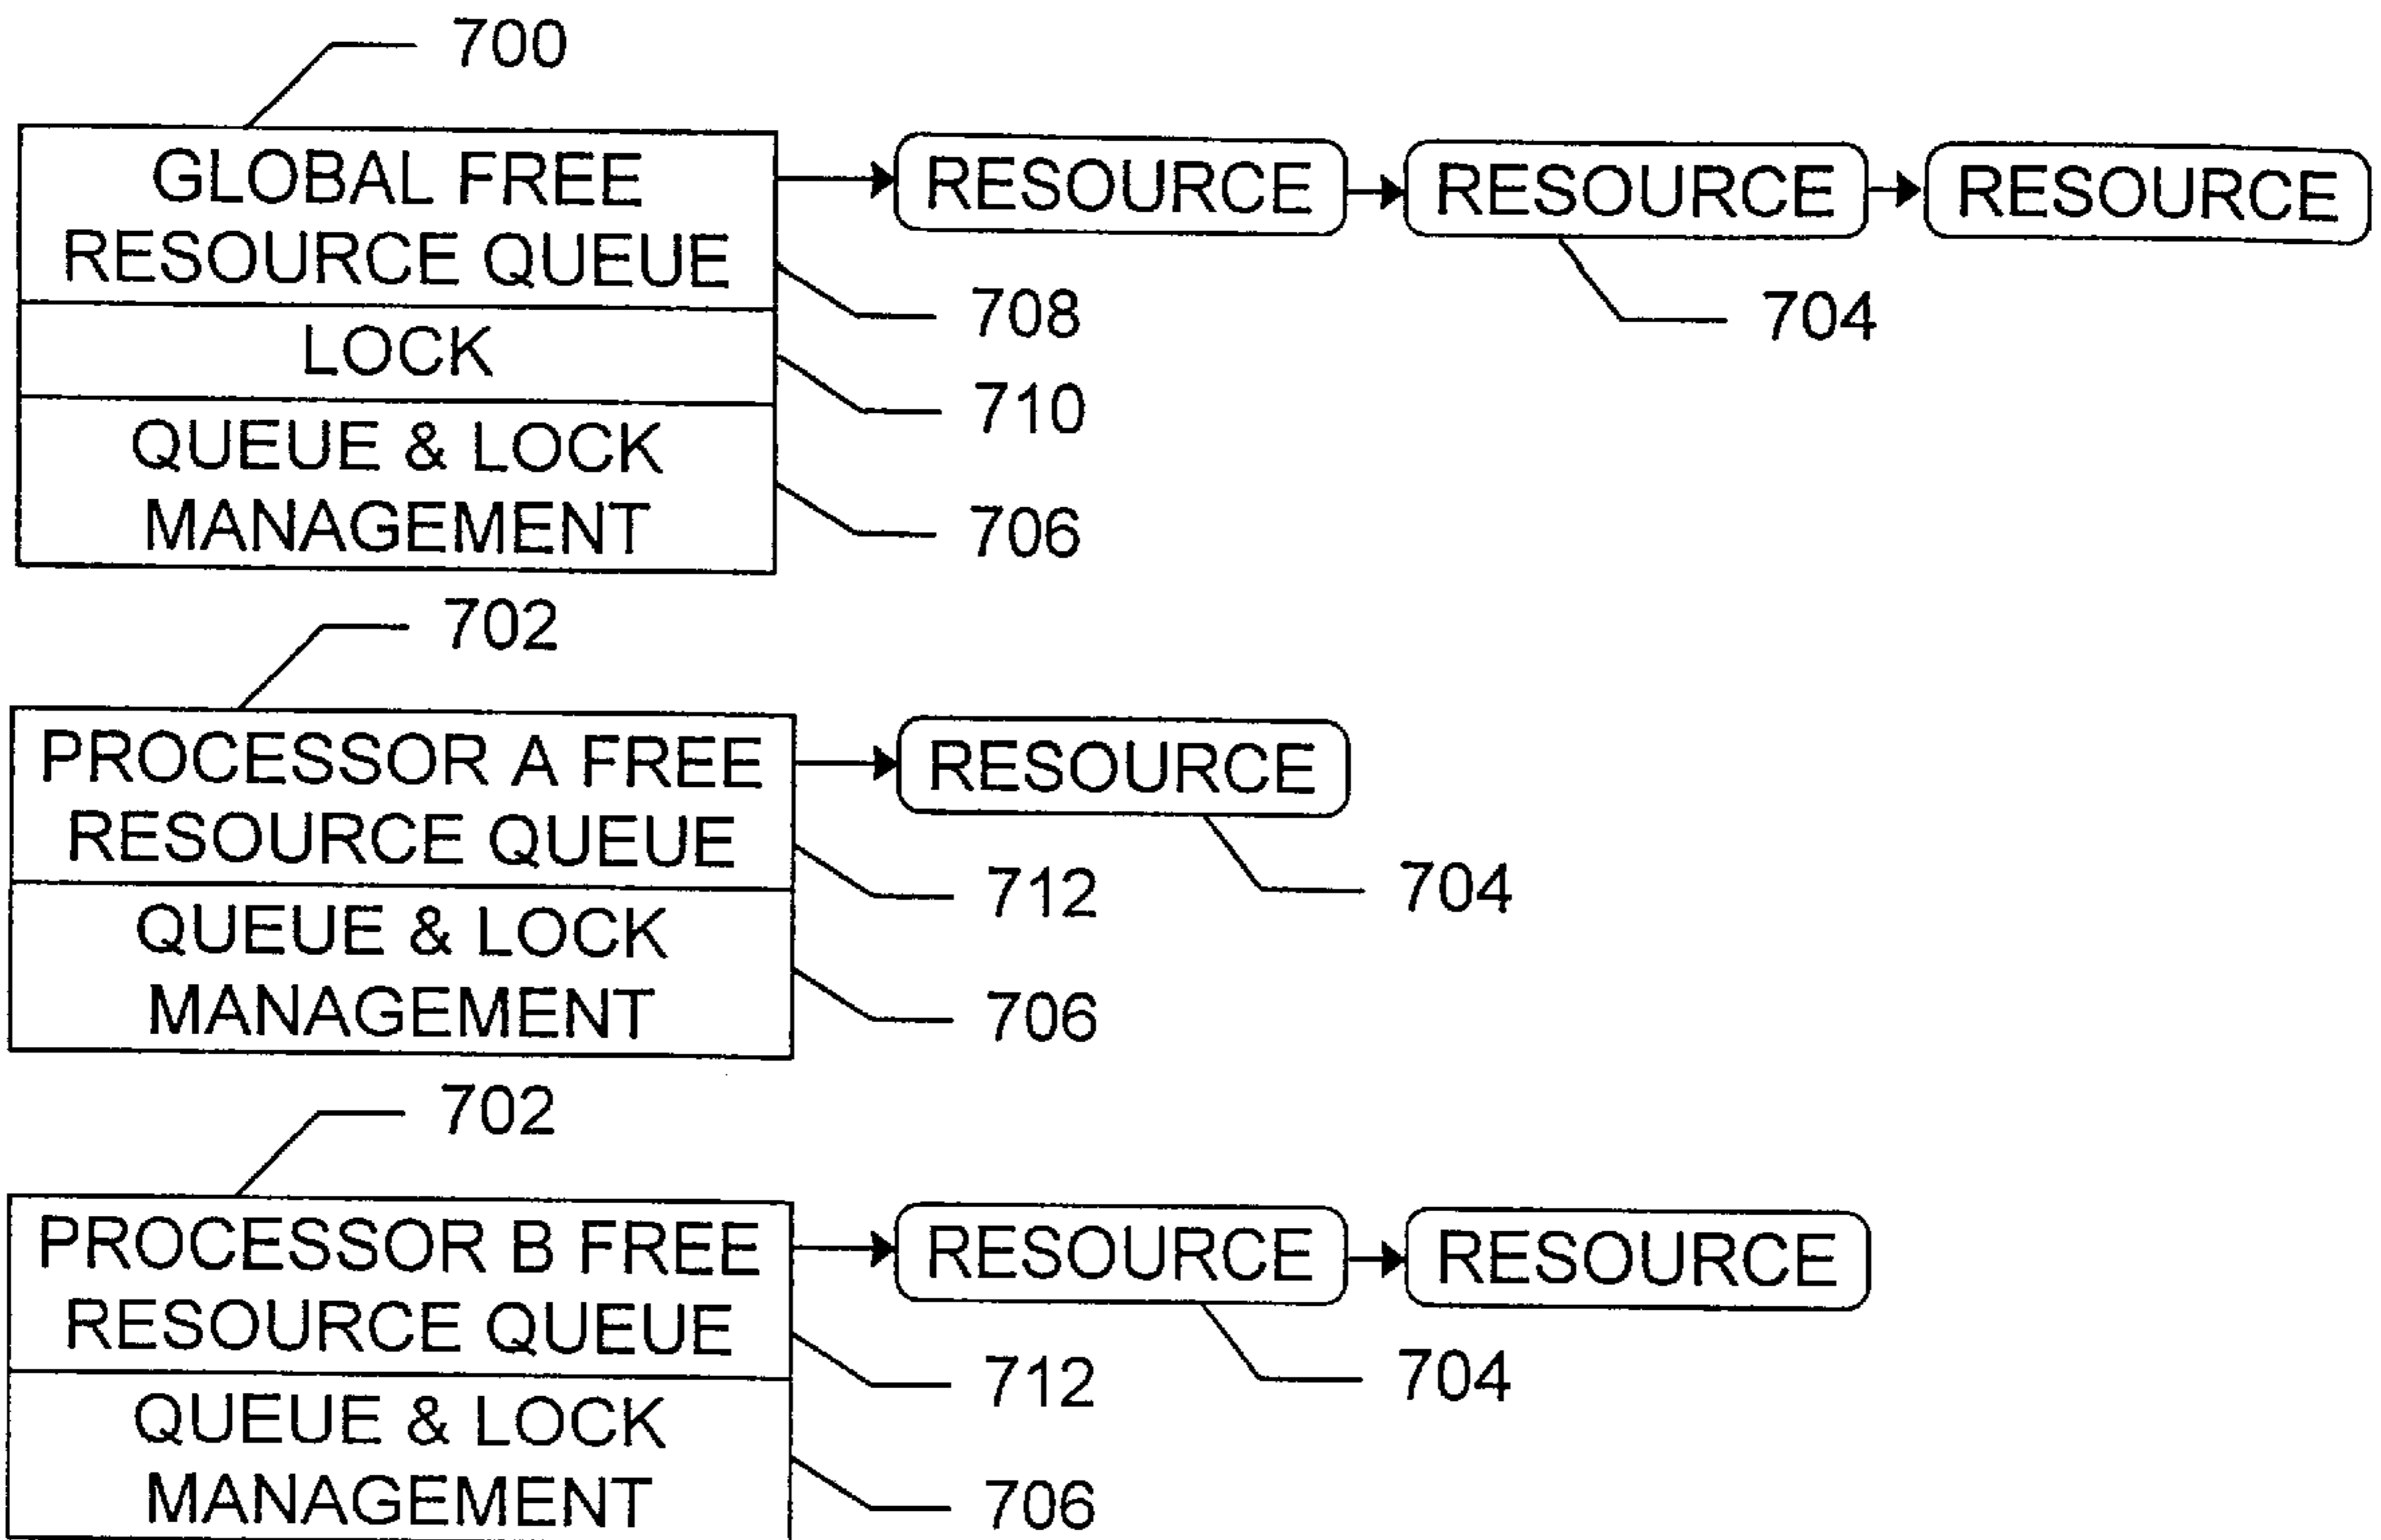 700
GLOBAL FREE
RESOURCE QUEUE
RESOURCE
RESOURCE
RESOURCE
708
704
LOCK
710
QUEUE & LOCK
MANAGEMENT
706
702
PROCESSOR A FREE
RESOURCE QUEUE
RESOURCE
712
704
QUEUE & LOCK
MANAGEMENT
706
702
PROCESSOR B FREE
RESOURCE QUEUE
RESOURCE
RESOURCE
712
704
QUEUE & LOCK
MANAGEMENT
706